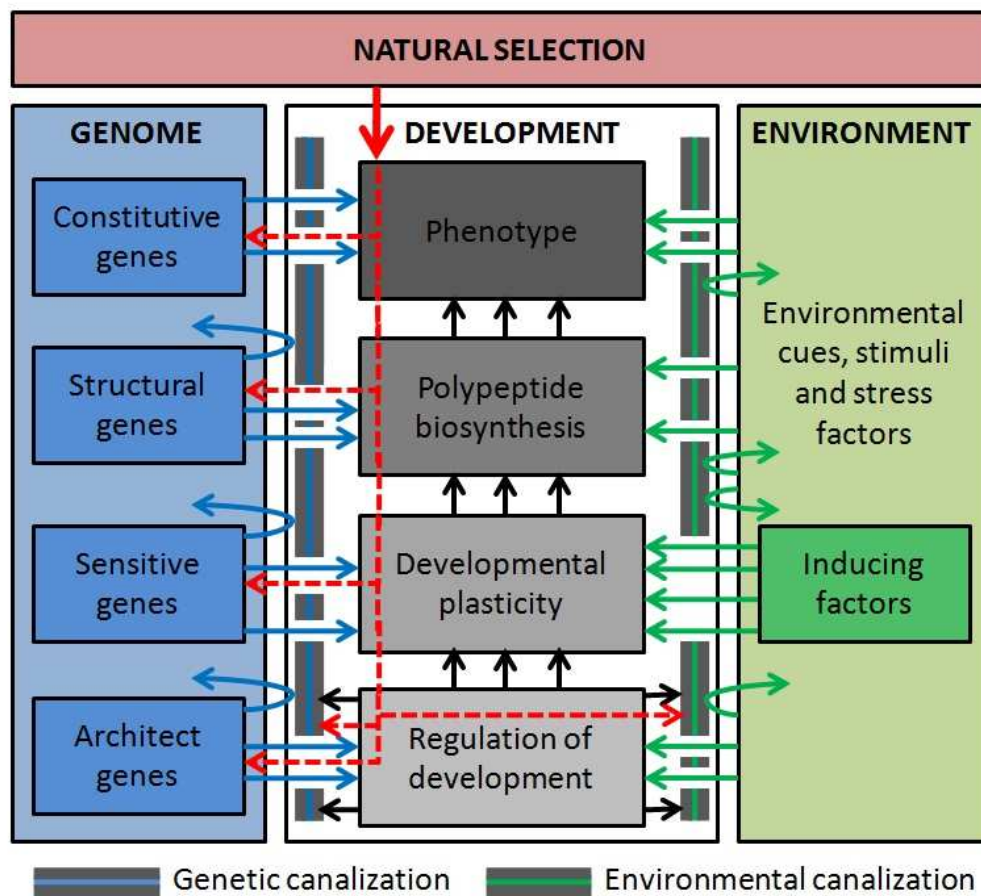 NATURAL SELECTION
GENOME
DEVELOPMENT
ENVIRONMENT
Constitutive
genes
Structural
genes
Sensitive
genes
Architect
genes
Phenotype
Polypeptide
biosynthesis
Developmental
plasticity
Regulation of
development
Environmental
cues, stimuli
and stress
factors
Inducing
factors
Genetic canalization
Environmental canalization